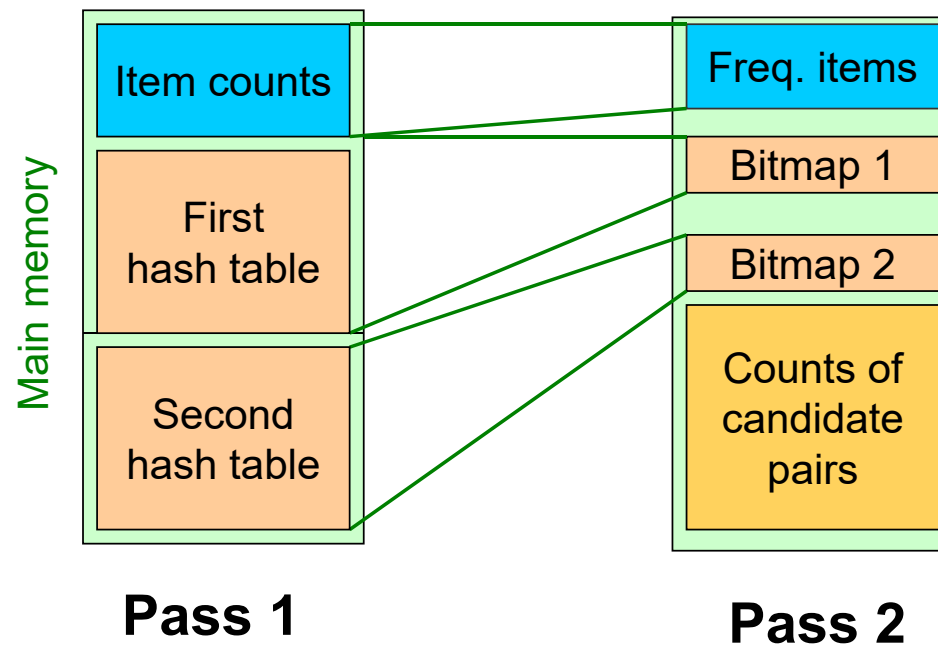 Main memory
Item counts
First
hash table
Second
hash table
Pass 1
Freq. items
Bitmap 1
Bitmap 2
Counts of
candidate
pairs
Pass 2